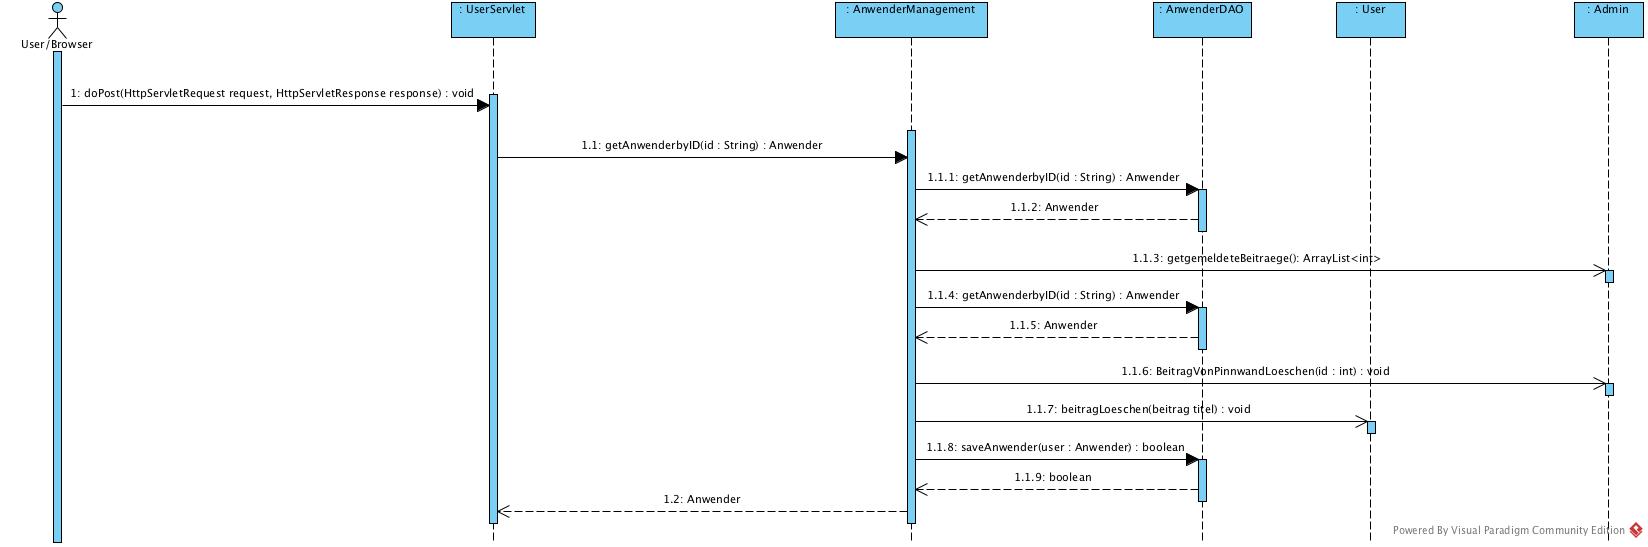 : UserServlet
: AnwenderManagement
: AnwenderDAO
: User
: Admin
User/Browser
1: doPost(HttpServletRequest request, HttpServletResponse response) : void
1.1: getAnwenderbyID(id : String) : Anwender
1.1.1: getAnwenderbyID(id : String) : Anwender
1.1.2: Anwender
1.1.3: getgemeldeteBeitraege(): ArrayList<int>
1.1.4: getAnwenderbyID(id : String) : Anwender
1.1.5: Anwender
1.1.6: BeitragVonPinnwandLoeschen(id : int) : void
1.1.7: beitragLoeschen(beitrag titel) : void
1.1.8: saveAnwender(user : Anwender) : boolean
1.1.9: boolean
1.2: Anwender
Powered By Visual Paradigm Community Edition